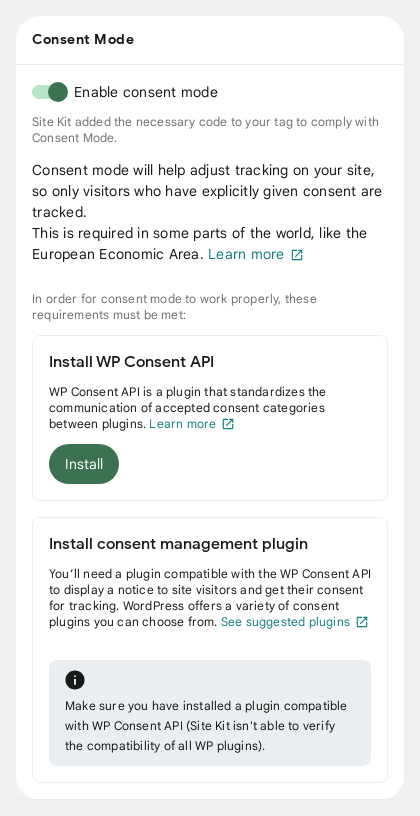 Consent Mode
Enable consent mode
Site Kit added the necessary code to your tag to comply with
Consent Mode.
Consent mode will help adjust tracking on your site,
so only visitors who have explicitly given consent are
tracked.
This is required in some parts of the world, like the
European Economic Area. Learn more
In order for consent mode to work properly, these
requirements must be met:
Install WP Consent API
WP Consent API is a plugin that standardizes the
communication of accepted consent categories
between plugins. Learn more
Install
Install consent management plugin
You’ll need a plugin compatible with the WP Consent API
to display a notice to site visitors and get their consent
for tracking. WordPress offers a variety of consent
plugins you can choose from. See suggested plugins
Make sure you have installed a plugin compatible
with WP Consent API (Site Kit isn't able to verify
the compatibility of all WP plugins).